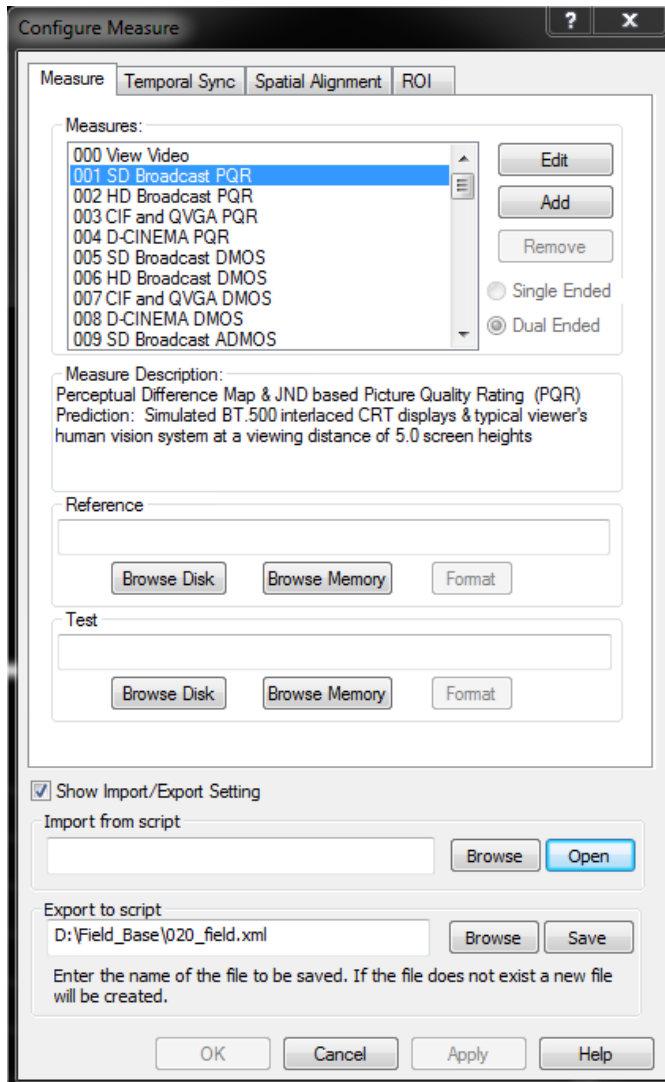 Configure Measure
? X
Measure Temporal Sync Spatial Alignment ROI
Measures:
000 View Video
001 SD Broadcast PQR
002 HD Broadcast PQR
003 CIF and QVGA PQR
004 D-CINEMA PQR
005 SD Broadcast DMOS
006 HD Broadcast DMOS
007 CIF and QVGA DMOS
008 D-CINEMA DMOS
009 SD Broadcast ADMOS
Edit
Add
Remove
Single Ended
Dual Ended
Measure Description:
Perceptual Difference Map & JND based Picture Quality Rating (PQR)
Prediction: Simulated BT.500 interlaced CRT displays & typical viewer's
human vision system at a viewing distance of 5.0 screen heights
Reference
Browse Disk Browse Memory Format
Test
Browse Disk Browse Memory Format
Show Import/Export Setting
Import from script
Browse Open
Export to script
D:\Field_Base\020_field.xml
Browse Save
Enter the name of the file to be saved. If the file does not exist a new file
will be created.
OK Cancel Apply Help